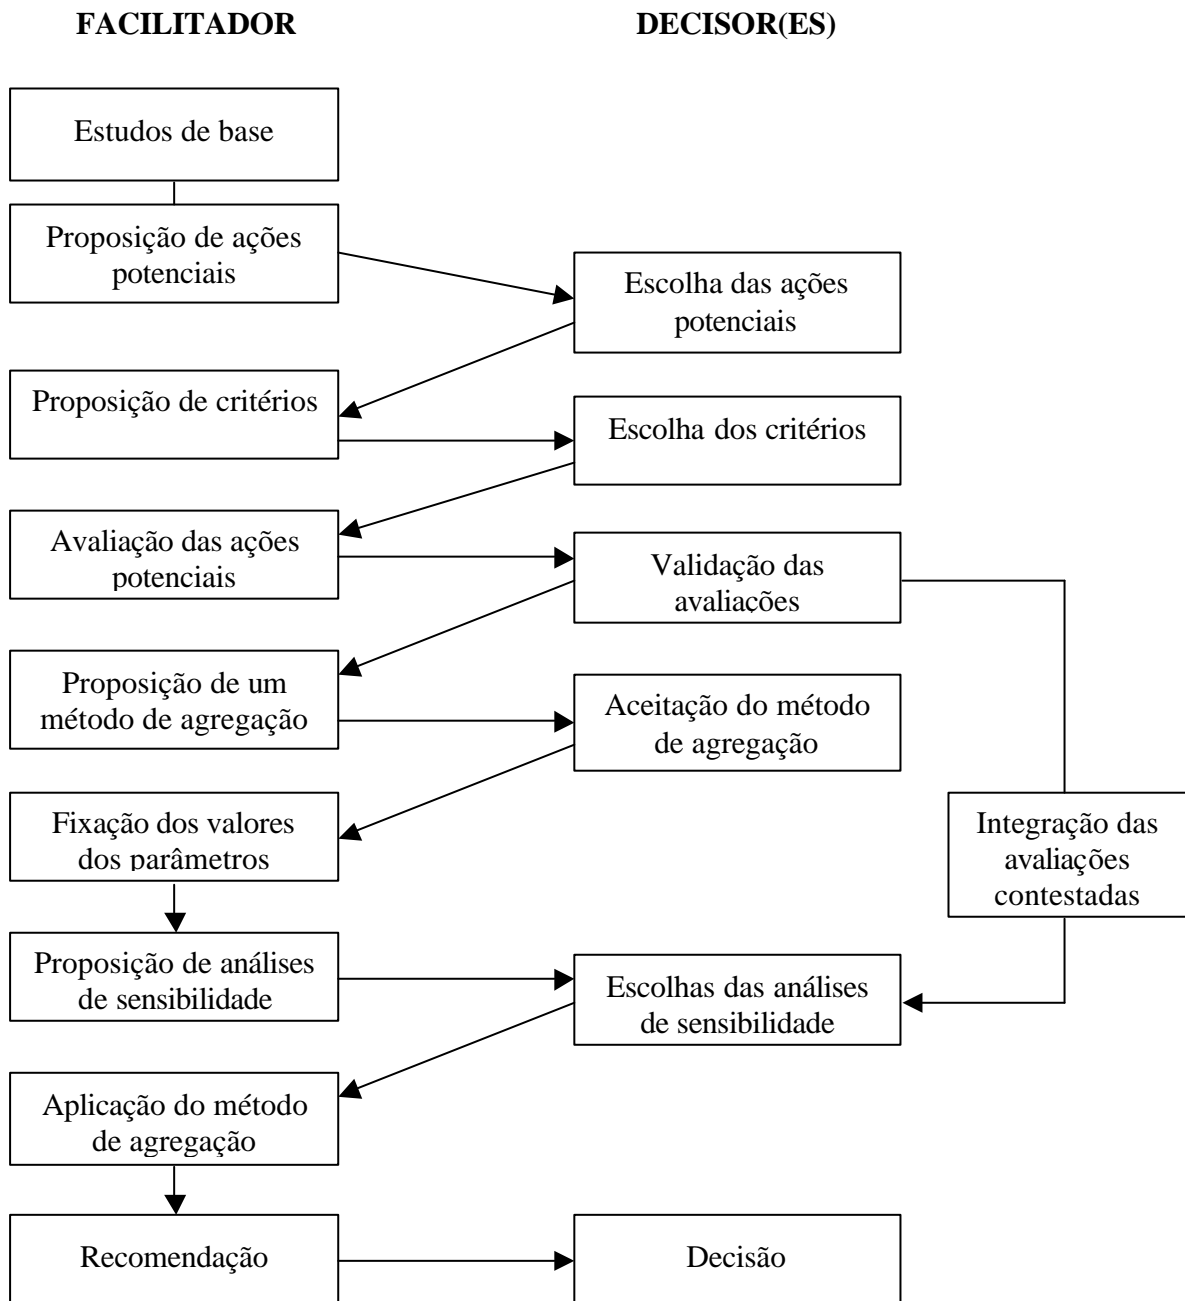 FACILITADOR
DECISOR(ES)
Estudos de base
Proposição de ações
potenciais
Escolha das ações
potenciais
Proposição de critérios
Escolha dos critérios
Avaliação das ações
potenciais
Validação das
avaliações
Proposição de um
método de agregação
Aceitação do método
de agregação
Fixação dos valores
dos parâmetros
Integração das
avaliações
contestadas
Proposição de análises
de sensibilidade
Escolhas das análises
de sensibilidade
Aplicação do método
de agregação
Recomendação
Decisão